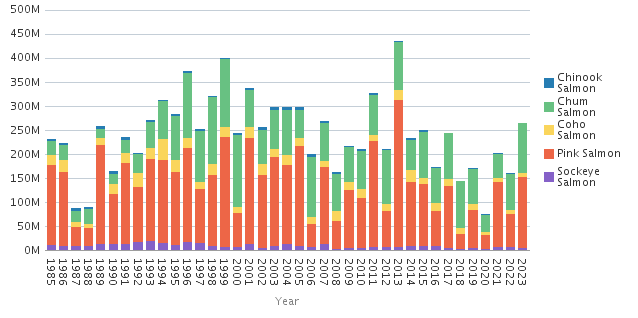 500M
450M
400M
350M
300M
250M
200M
150M
100M
50M
0M
1985
1986
1987
1988
1989
1990
1991
1992
1993
1994
1995
1996
1997
1998
1999
2000
2001
2002
2003
2004
2005
2006
2007
2008
2009
2010
2011
2012
2013
2014
2015
2016
2017
2018
2019
2020
2021
2022
2023
Year
Chinook
Salmon
Chum
Salmon
Coho
Salmon
Pink Salmon
Sockeye
Salmon